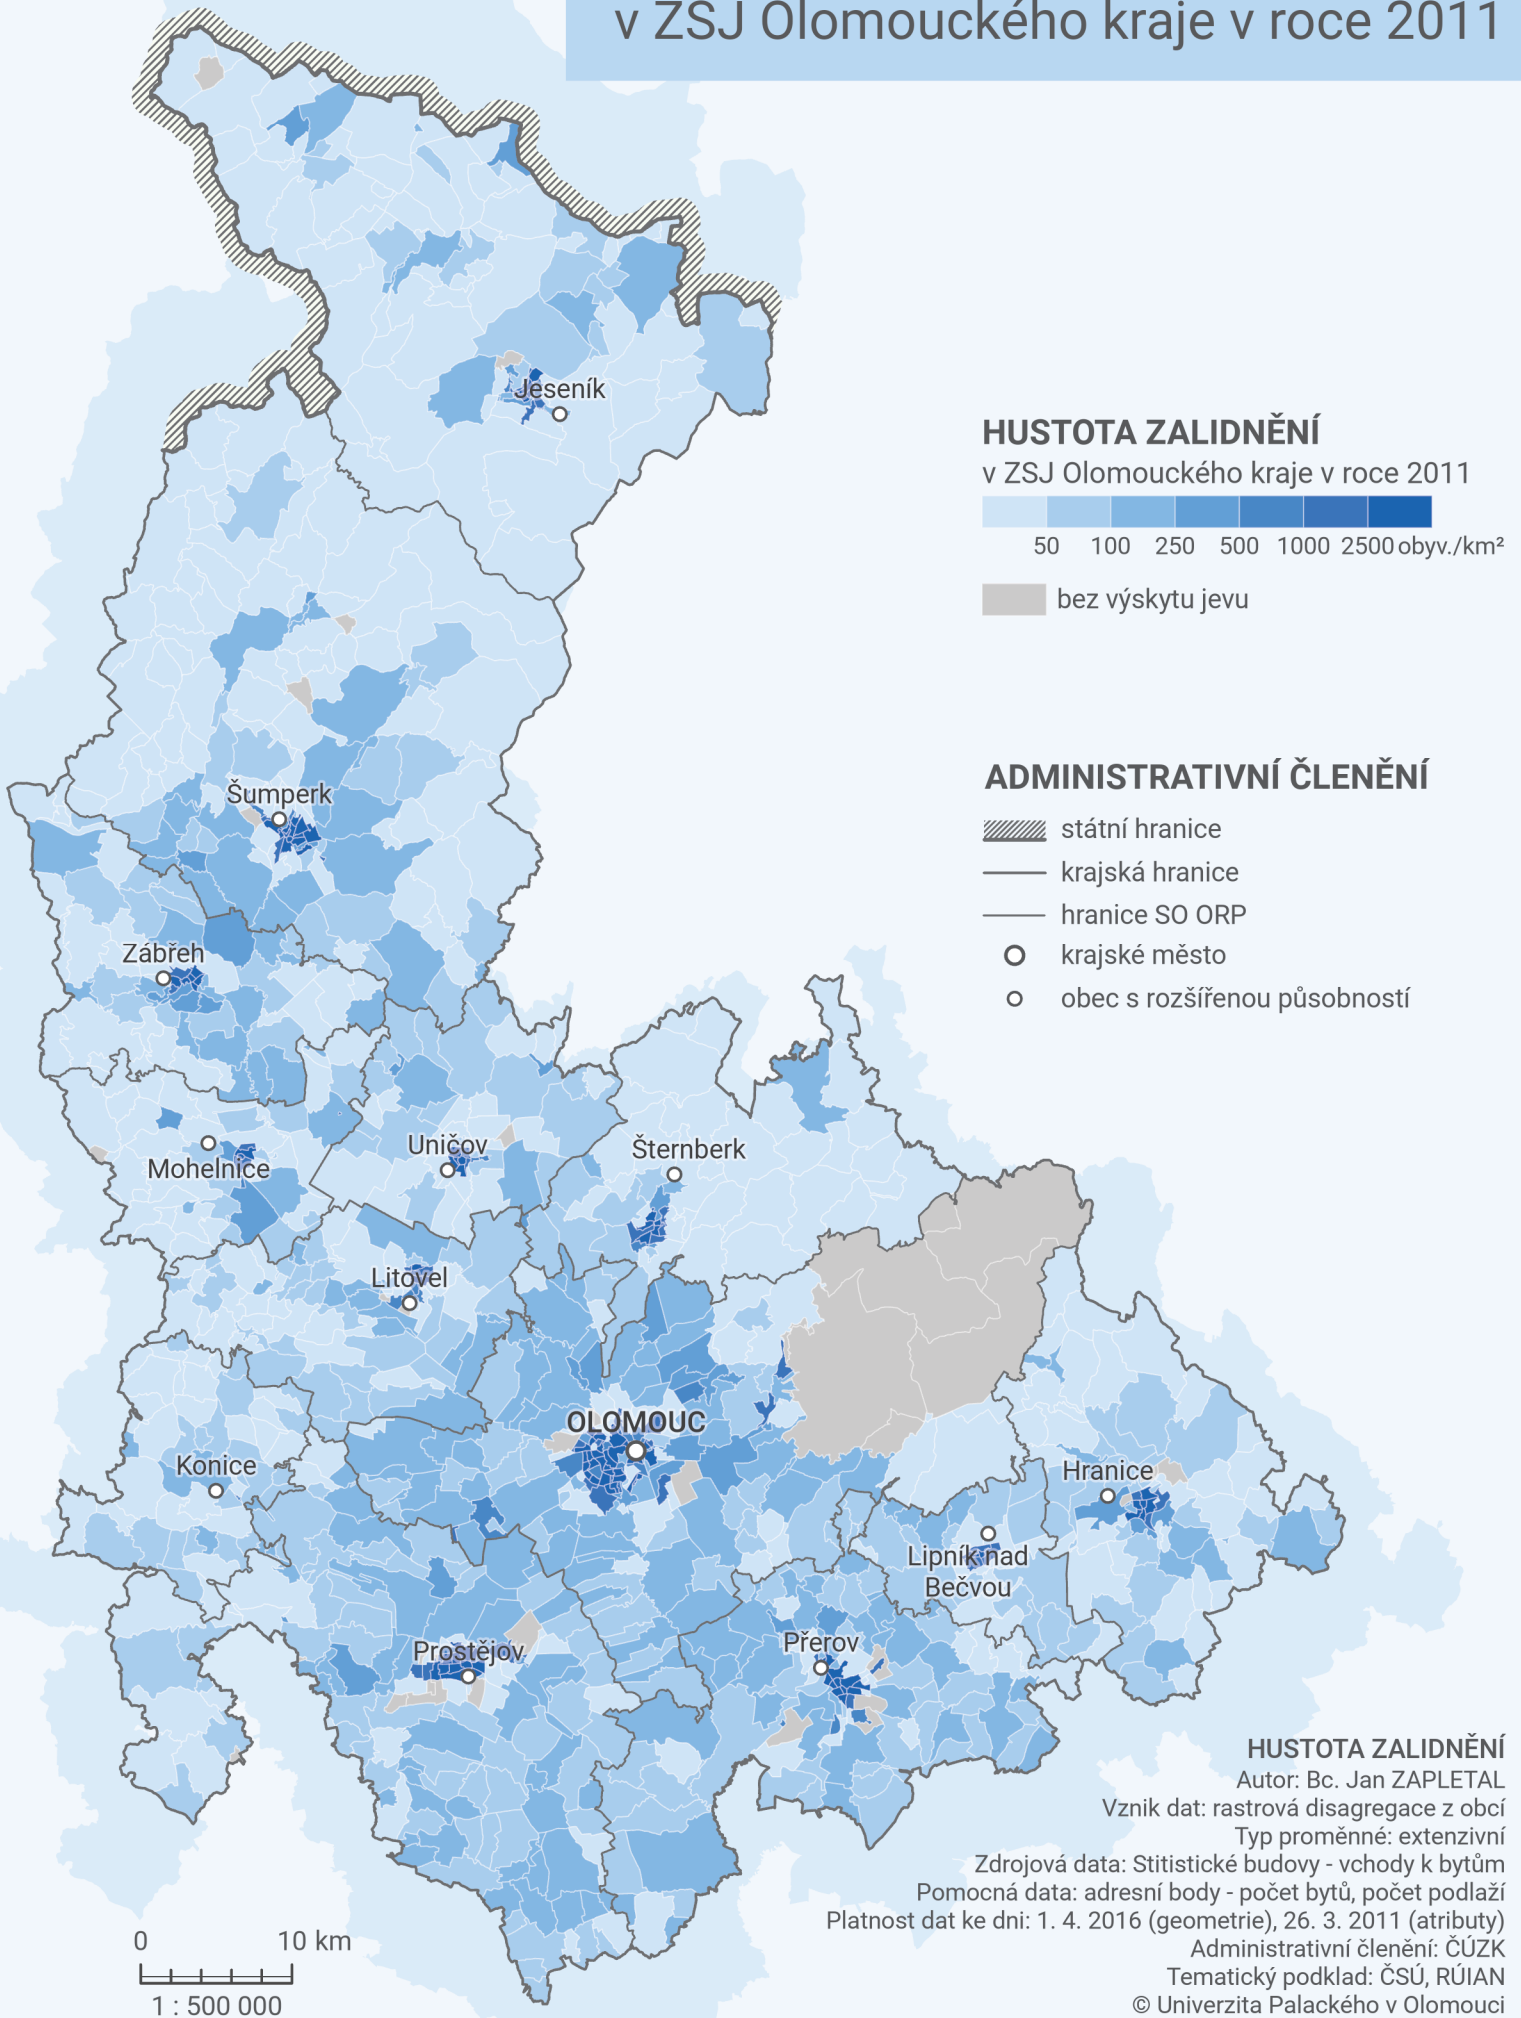 v ZSJ Olomouckého kraje v roce 2011
Jeseník
HUSTOTA ZALIDNĚNÍ
v ZSJ Olomouckého kraje v roce 2011
50 100 250 500 1000 2500 obyv./km²
bez výskytu jevu
ADMINISTRATIVNÍ ČLENĚNÍ
státní hranice
krajská hranice
hranice SO ORP
krajské město
obec s rozšířenou působností
Šumperk
Zábřeh
Mohelnice
Uničov
Šternberk
Litovel
OLOMOUC
Konice
Hranice
Lipník nad
Bečvou
Prostějov
Přerov
HUSTOTA ZALIDNĚNÍ
Autor: Bc. Jan ZAPLETAL
Vznik dat: rastrová disagregace z obcí
Typ proměnné: extenzivní
Zdrojová data: Stitistické budovy - vchody k bytům
Pomocná data: adresní body - počet bytů, počet podlaží
Platnost dat ke dni: 1. 4. 2016 (geometrie), 26. 3. 2011 (atributy)
Administrativní členění: ČÚZK
Tematický podklad: ČSÚ, RÚIAN
© Univerzita Palackého v Olomouci
0 10 km
1 : 500 000